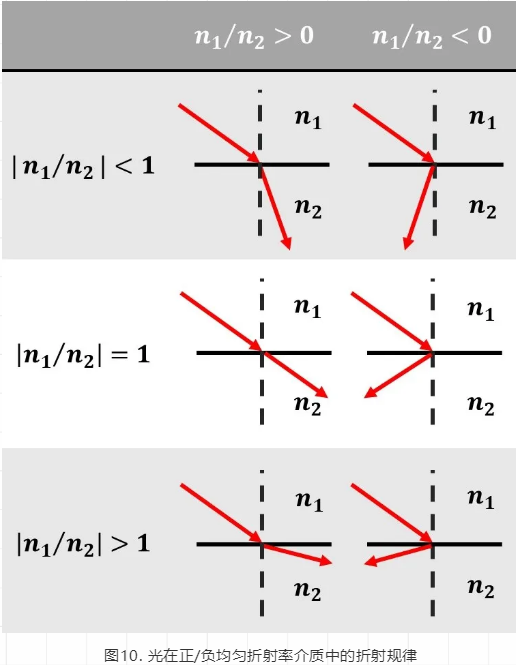 n₁/n₂ > 0 n₁/n₂ < 0
|n₁/n₂| < 1
n₁ n₁
n₂ n₂
|n₁/n₂| = 1
n₁ n₁
n₂ n₂
|n₁/n₂| > 1
n₁ n₁
n₂ n₂
图10. 光在正/负均匀折射率介质中的折射规律